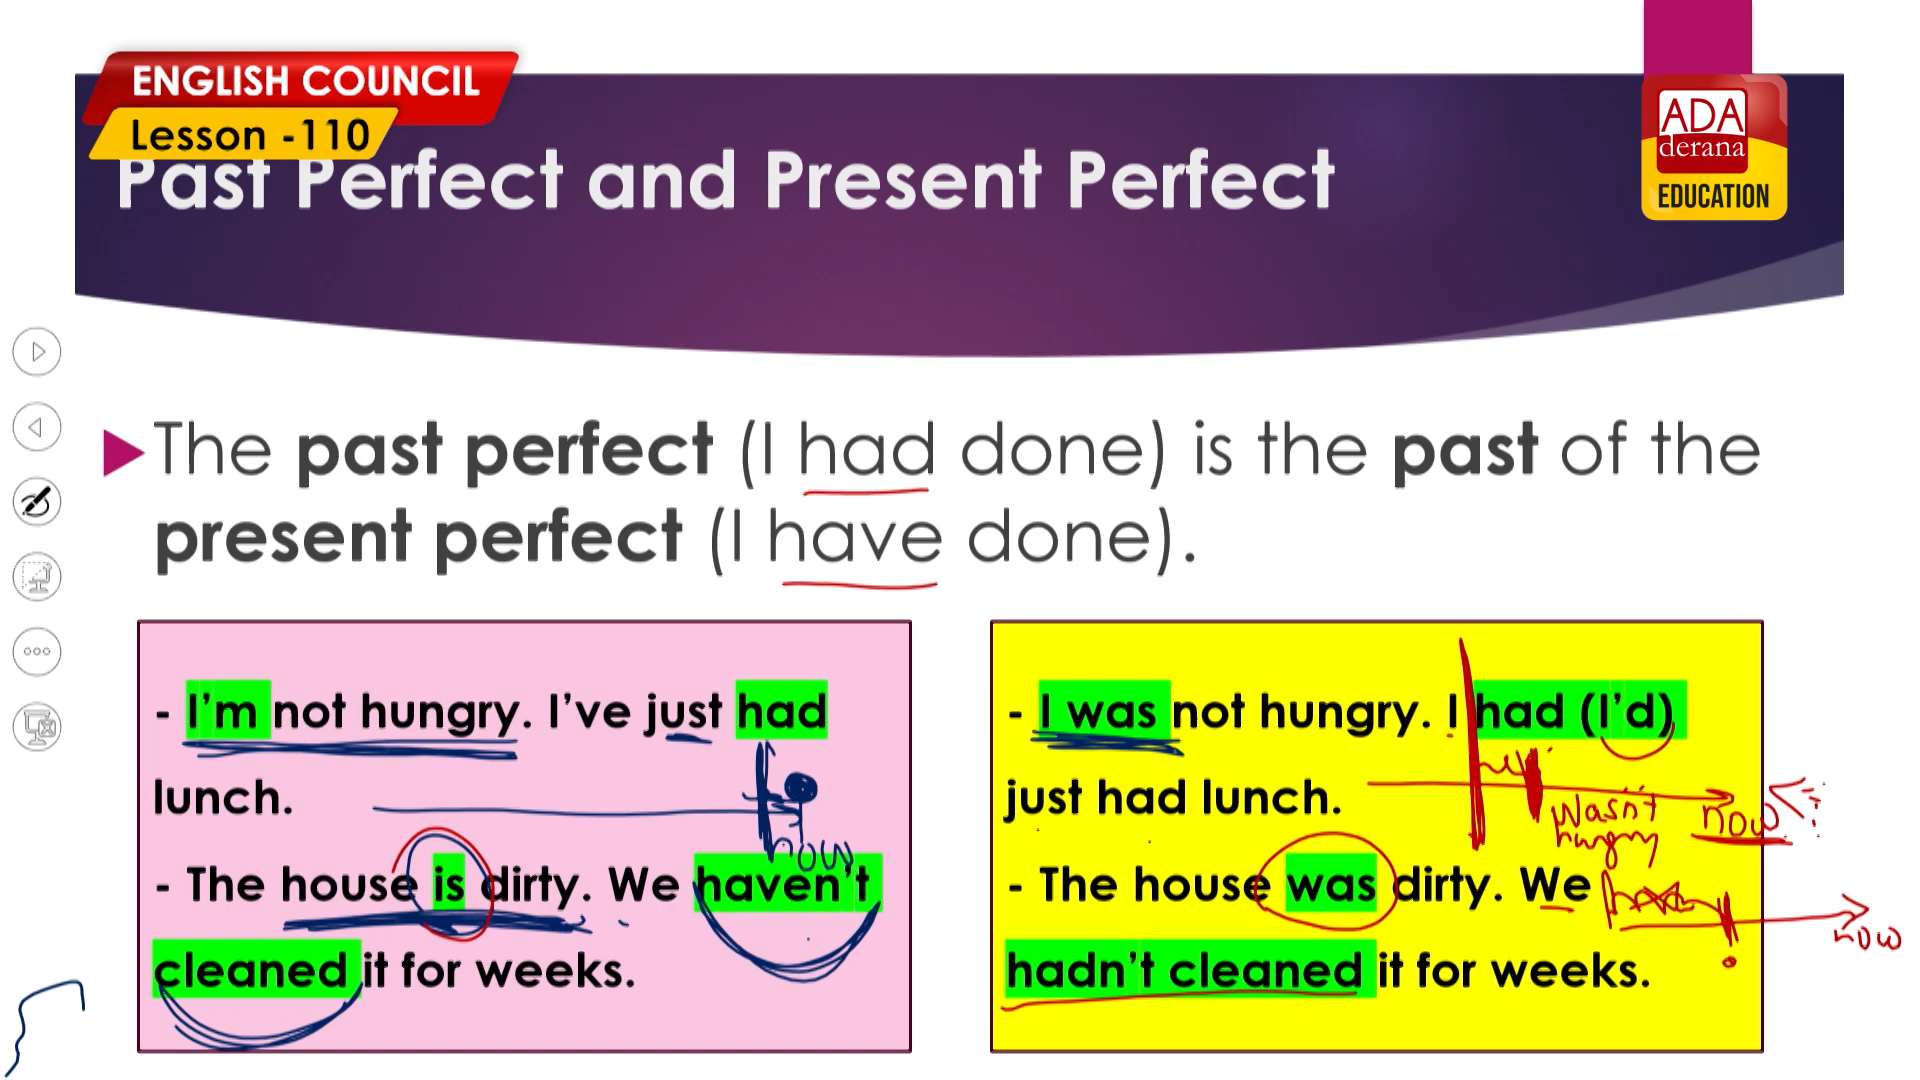 ENGLISH COUNCIL
Lesson -110
ADA
derana
EDUCATION
Past Perfect and Present Perfect
The past perfect (I had done) is the past of the
present perfect (I have done).
- I'm not hungry. I've just had
lunch.
now
- The house is dirty. We haven't
cleaned it for weeks.
- I was not hungry. I had (I'd)
just had lunch.
Wasn't
hungry
now
- The house was dirty. We
now
hadn't cleaned it for weeks.